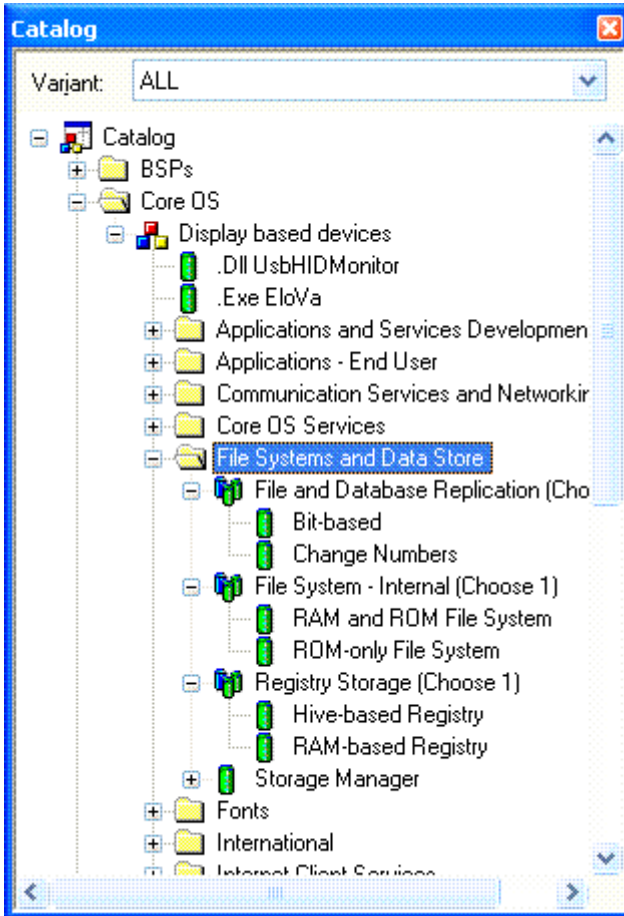 Catalog
Variant: ALL
Catalog
BSPs
Core OS
Display based devices
.Dll UsbHIDMonitor
.Exe EloVa
Applications and Services Developmen
Applications - End User
Communication Services and Networkir
Core OS Services
File Systems and Data Store
File and Database Replication (Cho
Bit-based
Change Numbers
File System - Internal (Choose 1)
RAM and ROM File System
ROM-only File System
Registry Storage (Choose 1)
Hive-based Registry
RAM-based Registry
Storage Manager
Fonts
International
Internet Client Services